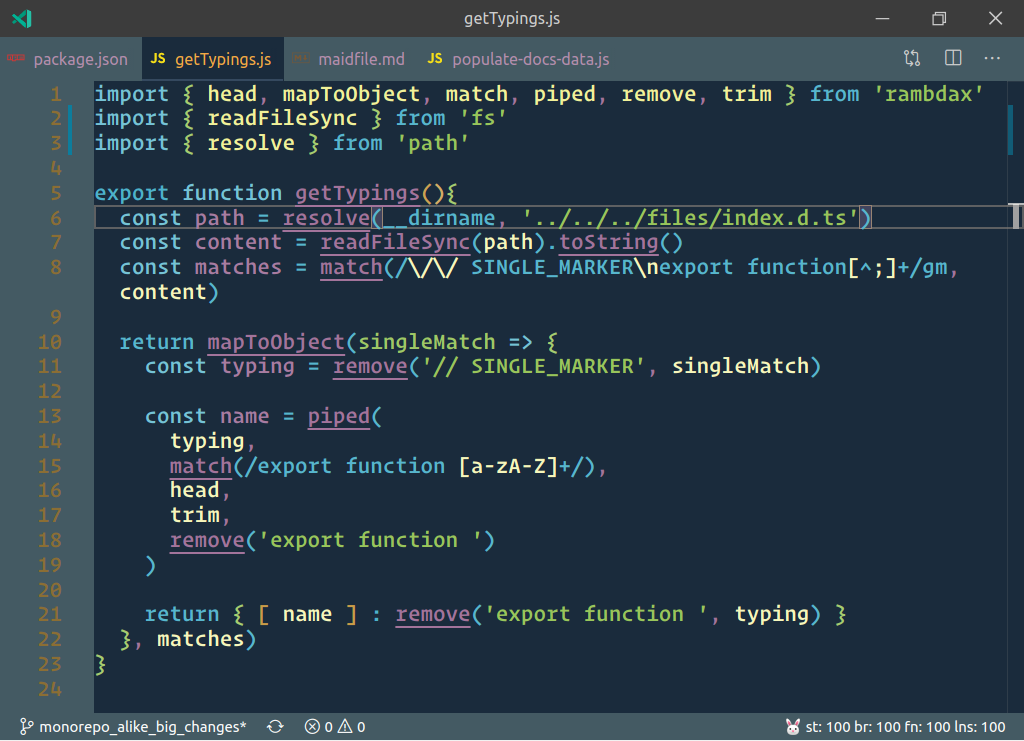 getTypings.js
package.json JS getTypings.js maidfile.md JS populate-docs-data.js
1 import { head, mapToObject, match, piped, remove, trim } from 'rambdax'
2 import { readFileSync } from 'fs'
3 import { resolve } from 'path'
4
5 export function getTypings(){
6 const path = resolve(__dirname, '../../../files/index.d.ts')
7 const content = readFileSync(path).toString()
8 const matches = match(/\/\/ SINGLE_MARKER\nexport function[^;]+/gm,
content)
9
10 return mapToObject(singleMatch => {
11 const typing = remove('// SINGLE_MARKER', singleMatch)
12
13 const name = piped(
14 typing,
15 match(/export function [a-zA-Z]+/),
16 head,
17 trim,
18 remove('export function ')
19 )
20
21 return { [ name ] : remove('export function ', typing) }
22 }, matches)
23 }
24
monorepo_alike_big_changes* 0 0 st: 100 br: 100 fn: 100 lns: 100